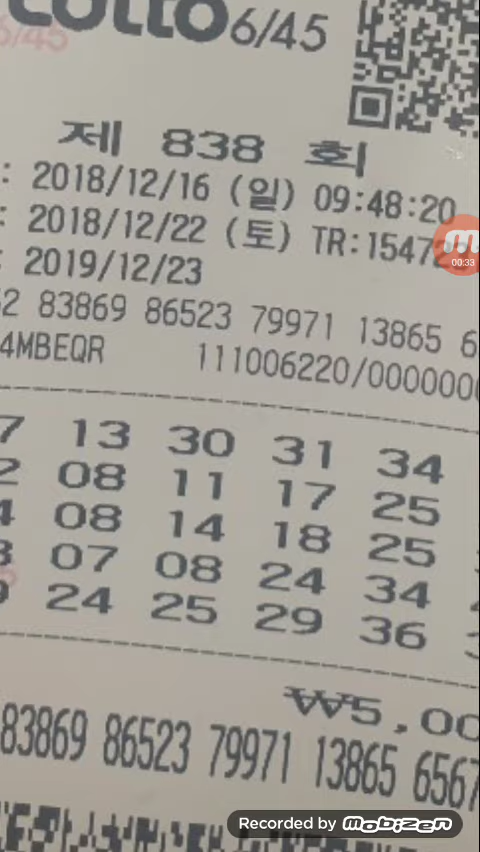 Lotto 6/45
제 838 회
: 2018/12/16 (일) 09:48:20
: 2018/12/22 (토) TR:1547
: 2019/12/23
00:33
2 83869 86523 79971 13865 6
4MBEQR 111006220/000000
7 13 30 31 34
2 08 11 17 25
4 08 14 18 25
3 07 08 24 34
9 24 25 29 36
₩5,00
83869 86523 79971 13865 6567
Recorded by MOBIZEN